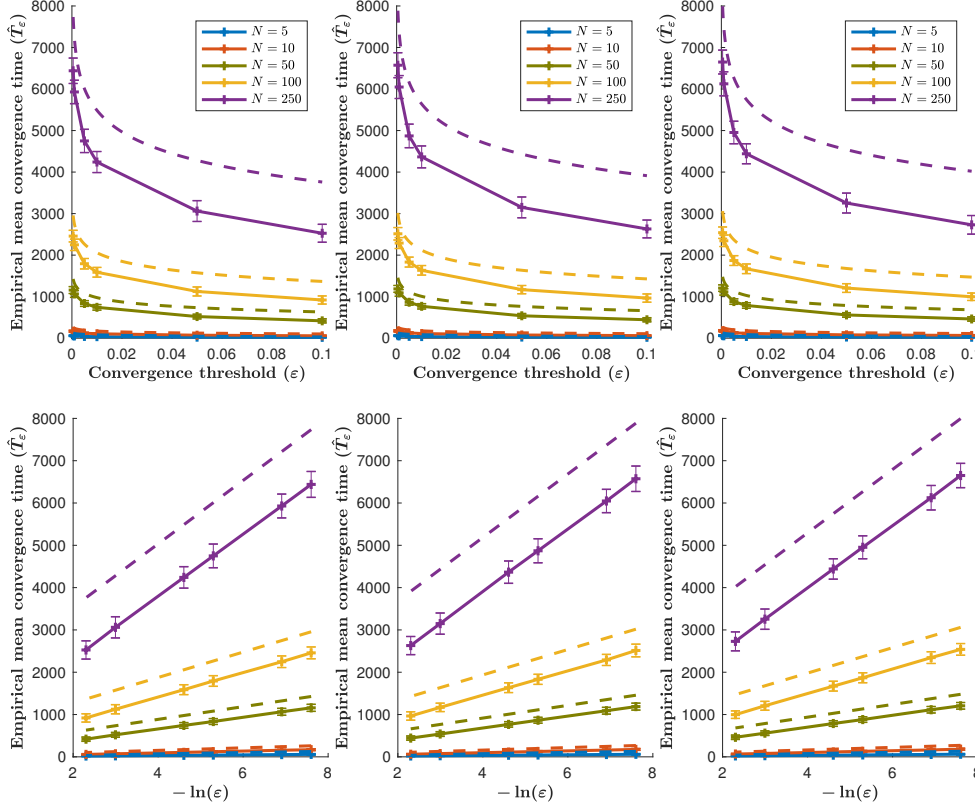 8000
7000
6000
5000
4000
3000
2000
1000
0
Empirical mean convergence time (T̂ε)
N = 5
N = 10
N = 50
N = 100
N = 250
0 0.02 0.04 0.06 0.08 0.1
Convergence threshold (ε)
8000
7000
6000
5000
4000
3000
2000
1000
0
Empirical mean convergence time (T̂ε)
N = 5
N = 10
N = 50
N = 100
N = 250
0 0.02 0.04 0.06 0.08 0.1
Convergence threshold (ε)
8000
7000
6000
5000
4000
3000
2000
1000
0
Empirical mean convergence time (T̂ε)
N = 5
N = 10
N = 50
N = 100
N = 250
0 0.02 0.04 0.06 0.08 0.
Convergence threshold (ε)
8000
7000
6000
5000
4000
3000
2000
1000
0
Empirical mean convergence time (T̂ε)
2 4 6 8
− ln(ε)
8000
7000
6000
5000
4000
3000
2000
1000
0
Empirical mean convergence time (T̂ε)
2 4 6 8
− ln(ε)
8000
7000
6000
5000
4000
3000
2000
1000
0
Empirical mean convergence time (T̂ε)
2 4 6 8
− ln(ε)